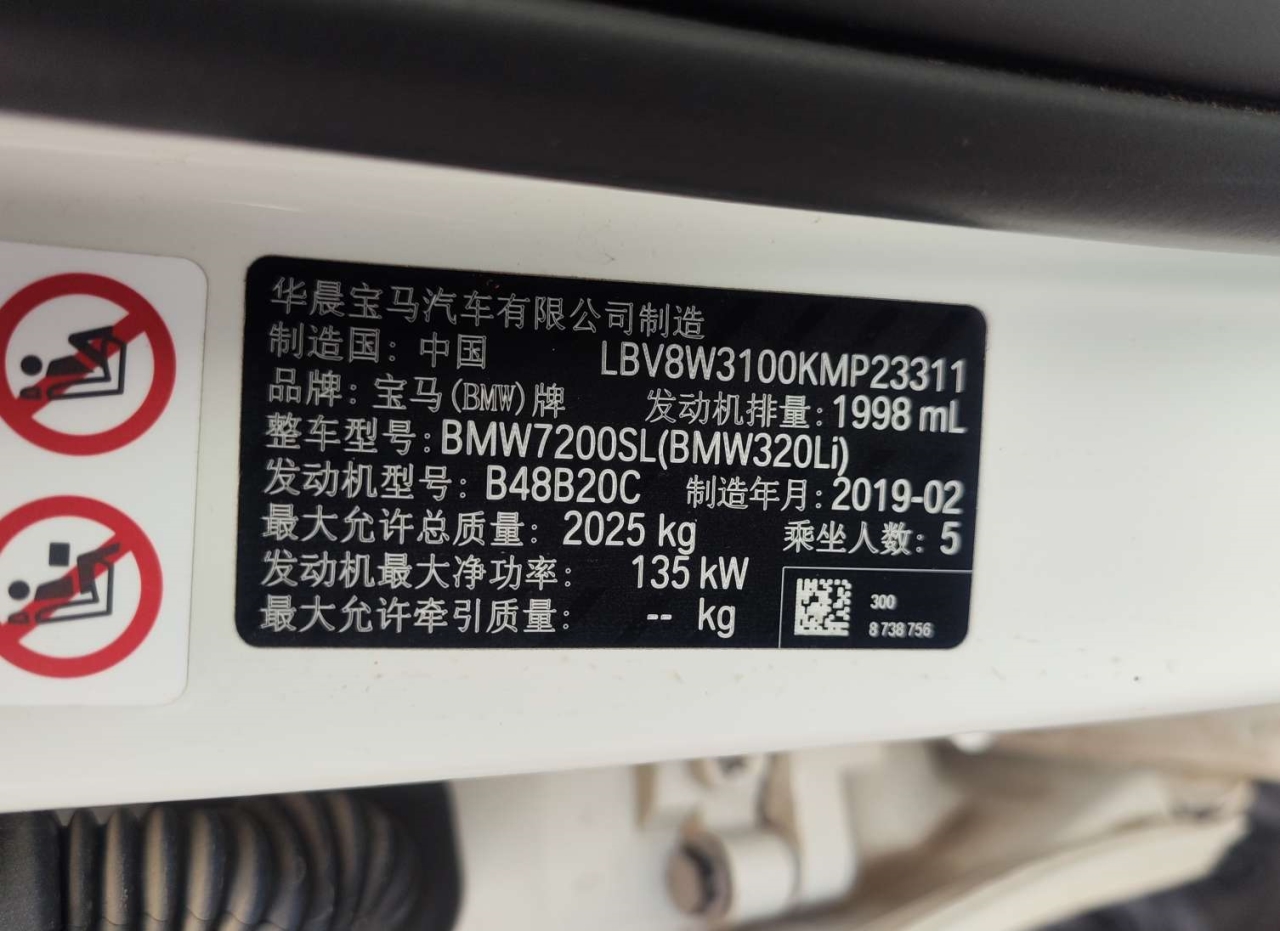 华晨宝马汽车有限公司制造
制造国：中国 LBV8W3100KMP23311
品牌：宝马(BMW)牌 发动机排量：1998 mL
整车型号：BMW7200SL(BMW320Li)
发动机型号：B48B20C 制造年月：2019-02
最大允许总质量：2025 kg 乘坐人数：5
发动机最大净功率：135 kW
最大允许牵引质量：-- kg
300
8 738 756